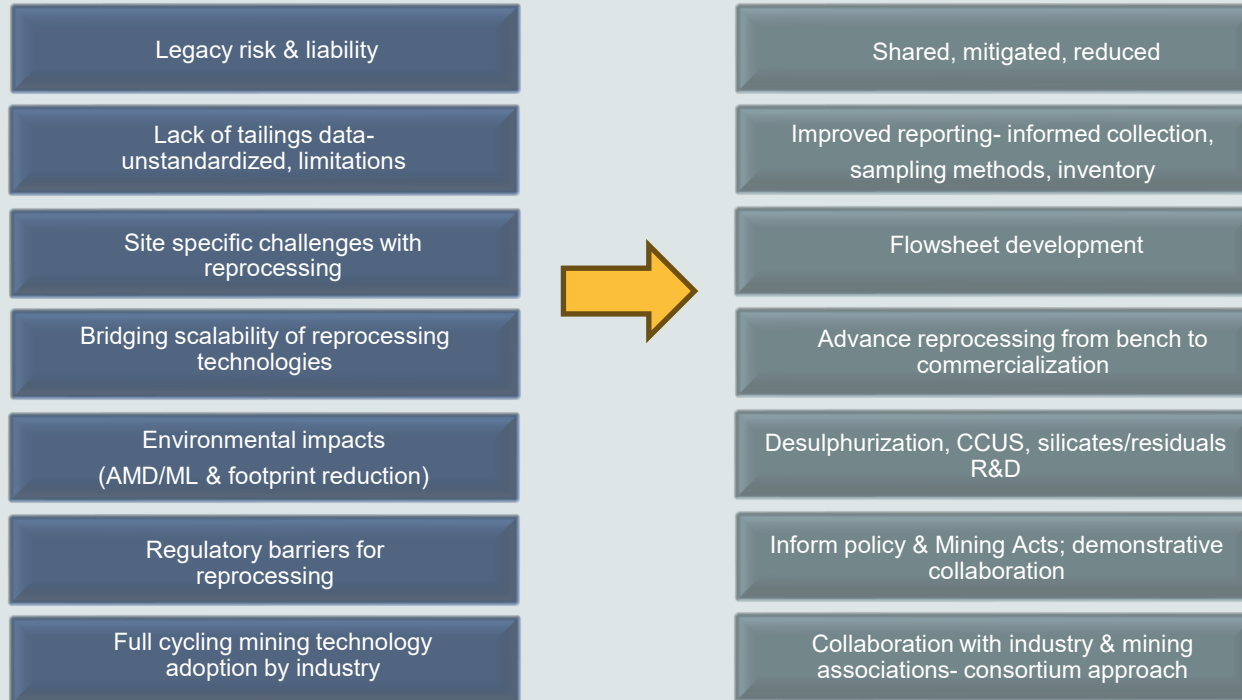 Legacy risk & liability
Shared, mitigated, reduced
Lack of tailings data-
unstandardized, limitations
Improved reporting- informed collection,
sampling methods, inventory
Site specific challenges with
reprocessing
Flowsheet development
Bridging scalability of reprocessing
technologies
Advance reprocessing from bench to
commercialization
Environmental impacts
(AMD/ML & footprint reduction)
Desulphurization, CCUS, silicates/residuals
R&D
Regulatory barriers for
reprocessing
Inform policy & Mining Acts; demonstrative
collaboration
Full cycling mining technology
adoption by industry
Collaboration with industry & mining
associations- consortium approach